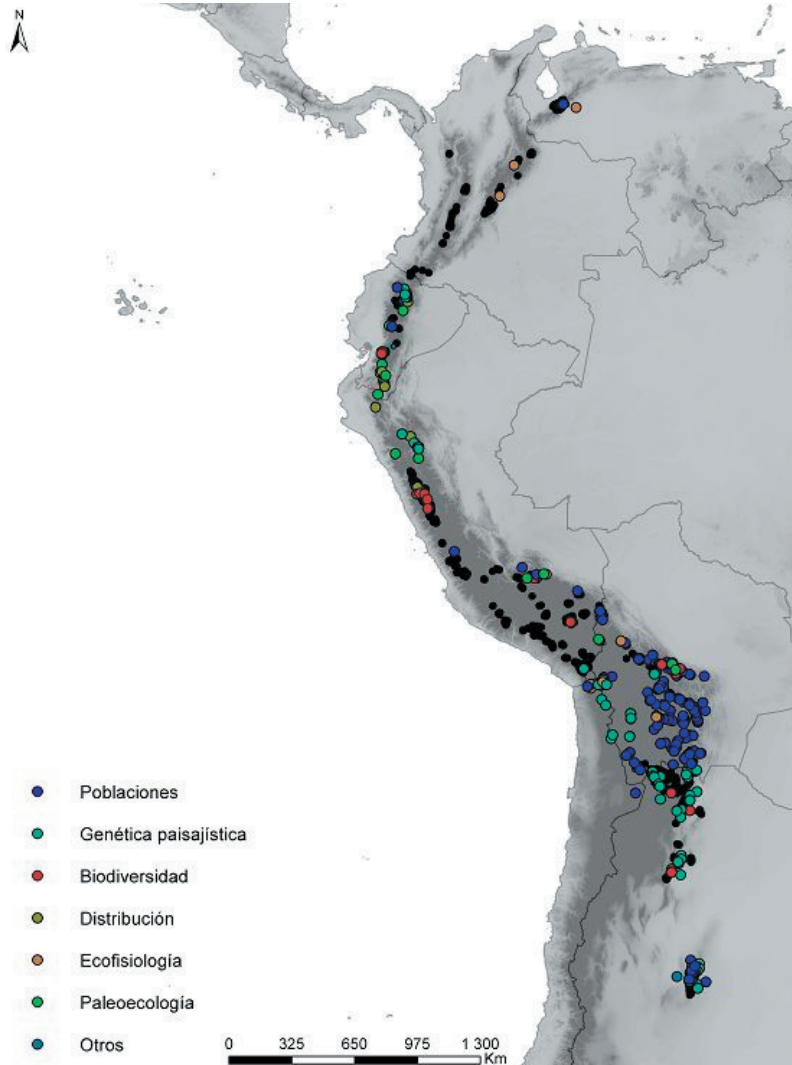 N
Poblaciones
Genética paisajística
Biodiversidad
Distribución
Ecofisiología
Paleoecología
Otros
0 325 650 975 1 300
Km